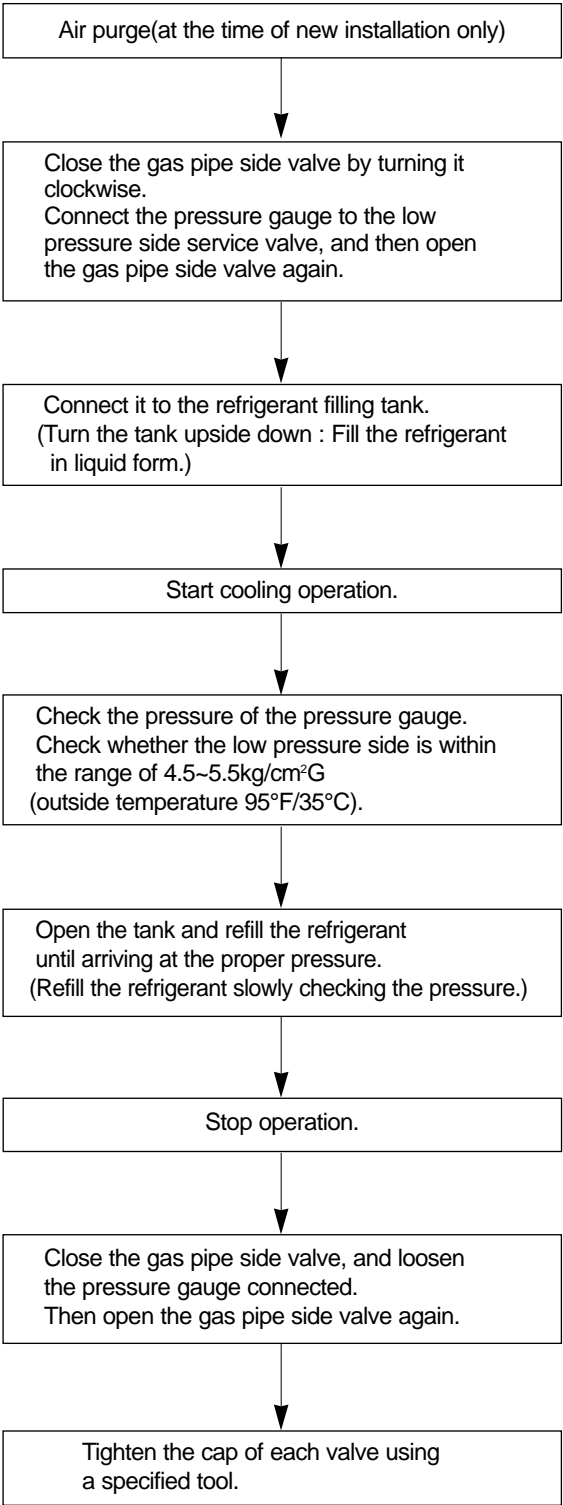 Air purge(at the time of new installation only)
Close the gas pipe side valve by turning it
clockwise.
Connect the pressure gauge to the low
pressure side service valve, and then open
the gas pipe side valve again.
Connect it to the refrigerant filling tank.
(Turn the tank upside down : Fill the refrigerant
in liquid form.)
Start cooling operation.
Check the pressure of the pressure gauge.
Check whether the low pressure side is within
the range of 4.5~5.5kg/cm²G
(outside temperature 95°F/35°C).
Open the tank and refill the refrigerant
until arriving at the proper pressure.
(Refill the refrigerant slowly checking the pressure.)
Stop operation.
Close the gas pipe side valve, and loosen
the pressure gauge connected.
Then open the gas pipe side valve again.
Tighten the cap of each valve using
a specified tool.